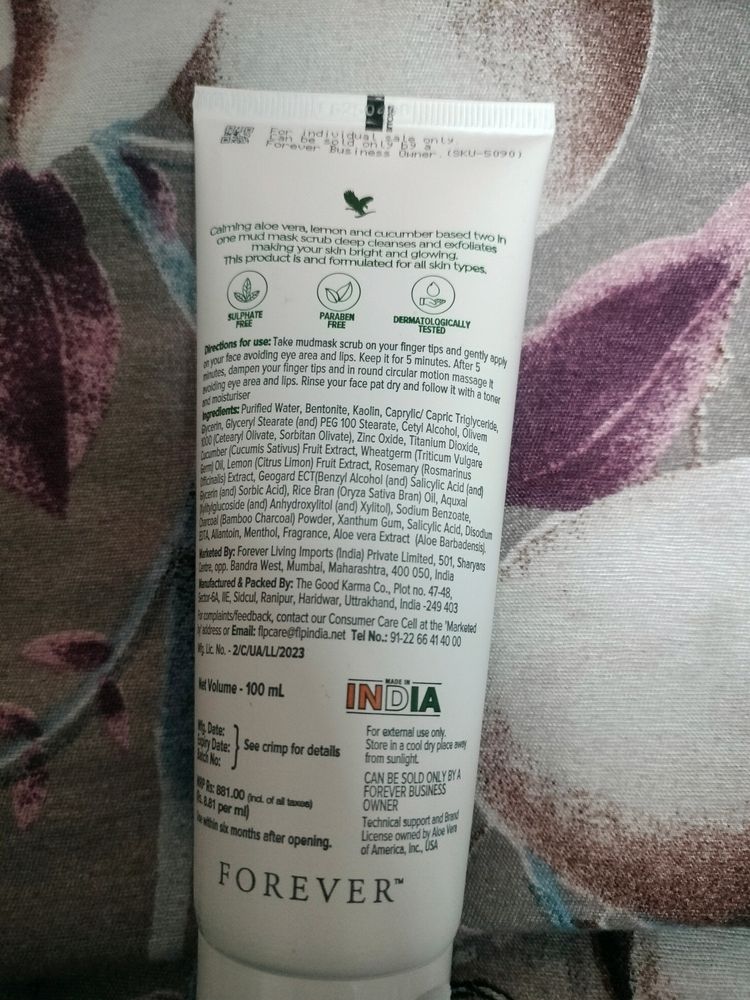 For individual sale only.
Can be sold only by a
Forever Business Owner. (SKU-5090)
Calming aloe vera, lemon and cucumber based two in
one mud mask scrub deep cleanses and exfoliates
making your skin bright and glowing.
This product is and formulated for all skin types.
SULPHATE
FREE
PARABEN
FREE
DERMATOLOGICALLY
TESTED
Directions for use: Take mudmask scrub on your finger tips and gently apply
on your face avoiding eye area and lips. Keep it for 5 minutes. After 5
minutes, dampen your finger tips and in round circular motion massage it
avoiding eye area and lips. Rinse your face pat dry and follow it with a toner
and moisturiser
Ingredients: Purified Water, Bentonite, Kaolin, Caprylic/ Capric Triglyceride,
Glycerin, Glyceryl Stearate (and) PEG 100 Stearate, Cetyl Alcohol, Olivem
1000 (Cetearyl Olivate, Sorbitan Olivate), Zinc Oxide, Titanium Dioxide,
Cucumber (Cucumis Sativus) Fruit Extract, Wheatgerm (Triticum Vulgare
Germ) Oil, Lemon (Citrus Limon) Fruit Extract, Rosemary (Rosmarinus
Officinalis) Extract, Geogard ECT(Benzyl Alcohol (and) Salicylic Acid (and)
Glycerin (and) Sorbic Acid), Rice Bran (Oryza Sativa Bran) Oil, Aquxal
(Xylitylglucoside (and) Anhydroxylitol (and) Xylitol), Sodium Benzoate,
Charcoal (Bamboo Charcoal) Powder, Xanthum Gum, Salicylic Acid, Disodium
EDTA, Allantoin, Menthol, Fragrance, Aloe vera Extract (Aloe Barbadensis).
Marketed By: Forever Living Imports (India) Private Limited, 501, Sharyans
Centre, opp. Bandra West, Mumbai, Maharashtra, 400 050, India
Manufactured & Packed By: The Good Karma Co., Plot no. 47-48,
Sector-6A, IIE, Sidcul, Ranipur, Haridwar, Uttrakhand, India -249 403
For complaints/feedback, contact our Consumer Care Cell at the 'Marketed
by' address or Email: flpcare@flpindia.net Tel No.: 91-22 66 41 40 00
Mfg. Lic. No. - 2/C/UA/LL/2023
Net Volume - 100 mL
MADE IN
INDIA
Mfg. Date:
Expiry Date:
Batch No:
See crimp for details
MRP Rs: 881.00 (incl. of all taxes)
(Rs. 8.81 per ml)
Use within six months after opening.
For external use only.
Store in a cool dry place away
from sunlight.
CAN BE SOLD ONLY BY A
FOREVER BUSINESS
OWNER
Technical support and Brand
License owned by Aloe Vera
of America, Inc., USA
FOREVER™